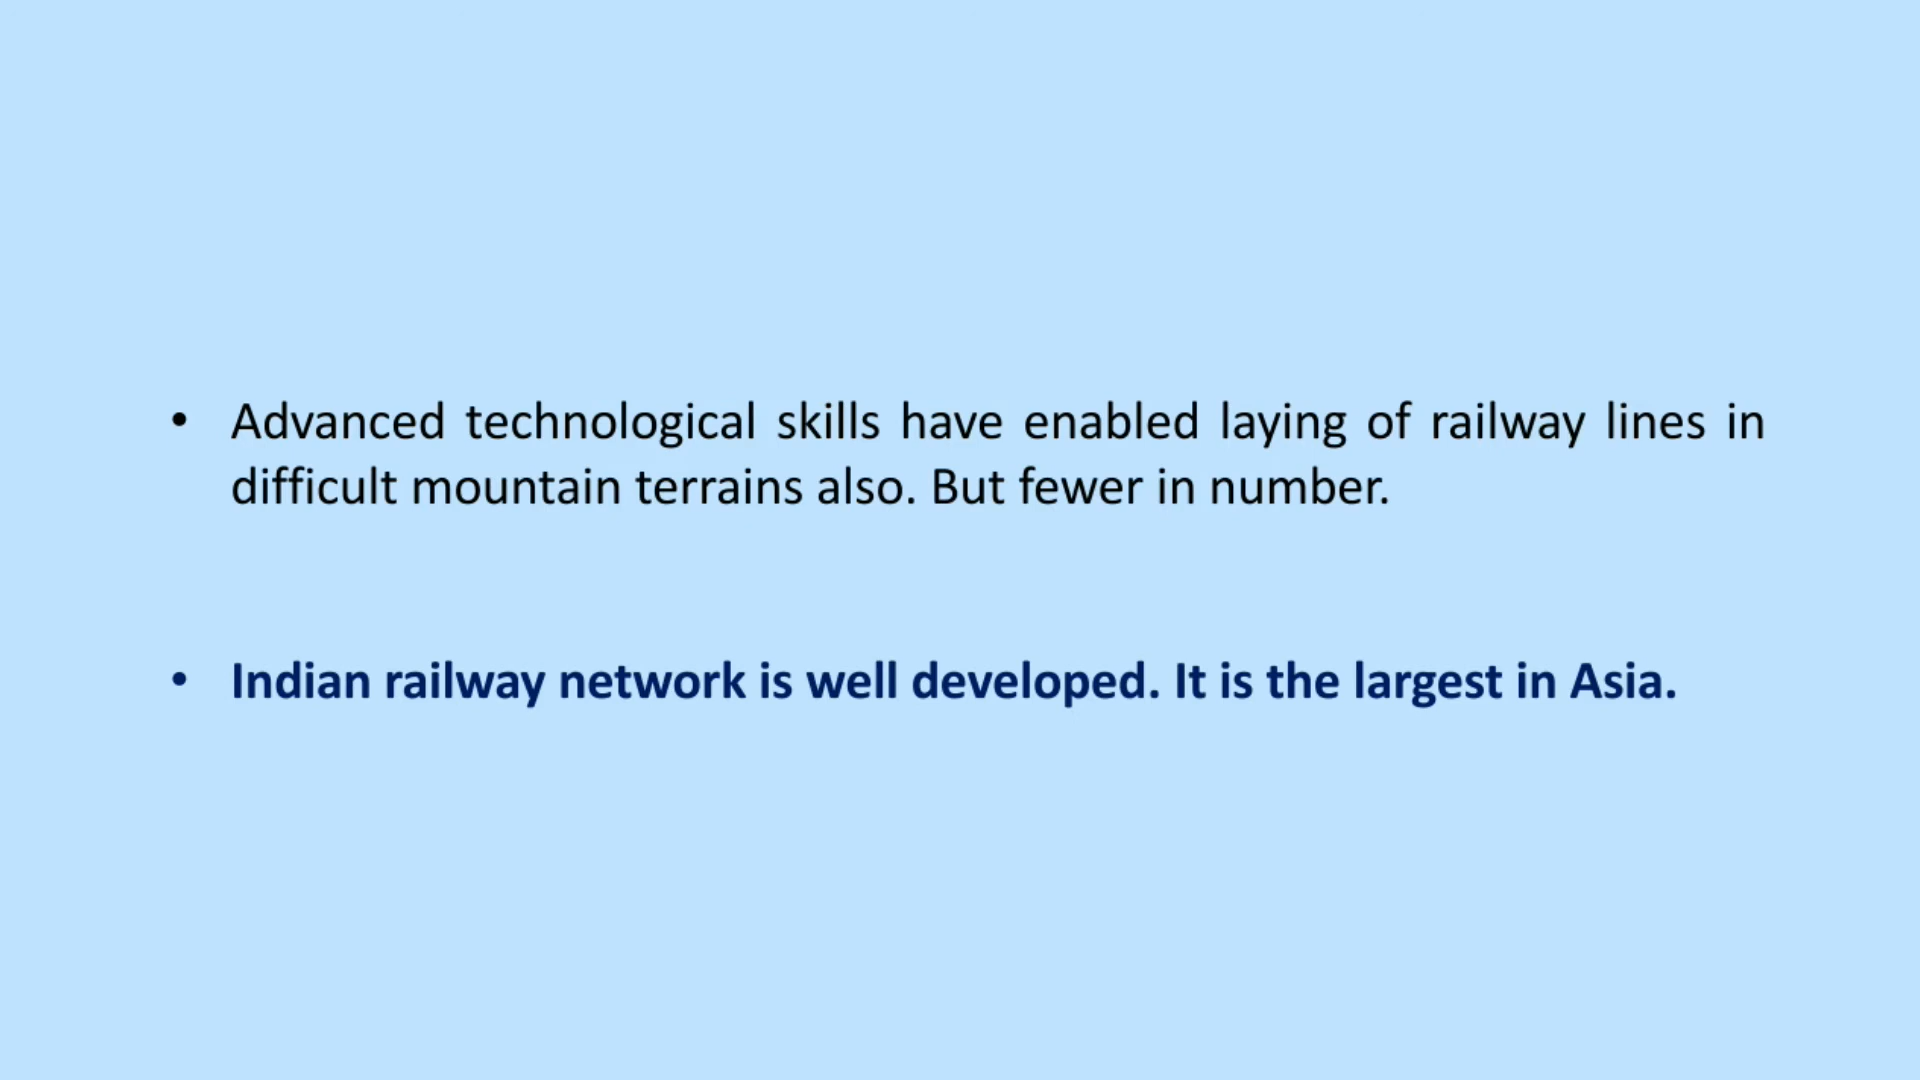 • Advanced technological skills have enabled laying of railway lines in
difficult mountain terrains also. But fewer in number.
• Indian railway network is well developed. It is the largest in Asia.